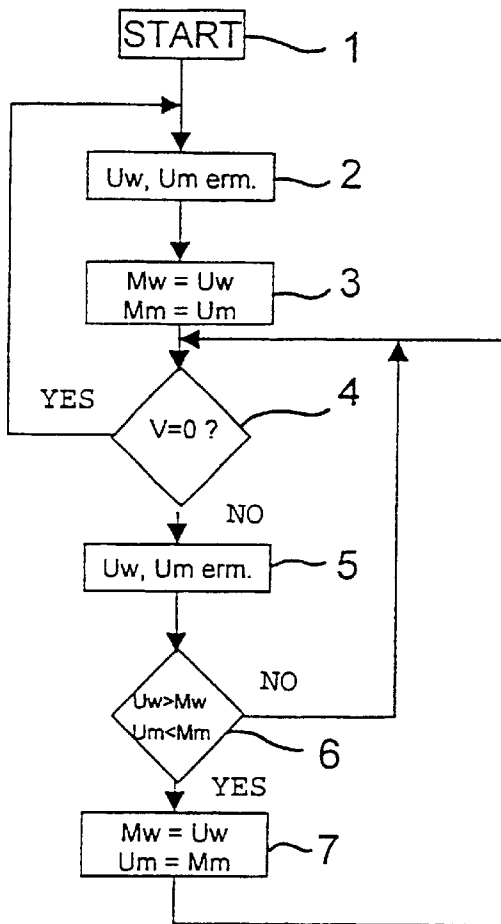 START
1
Uw, Um erm.
2
Mw = Uw
Mm = Um
3
YES
V=0 ?
4
NO
Uw, Um erm.
5
Uw>Mw
Um<Mm
NO
6
YES
Mw = Uw
Um = Mm
7